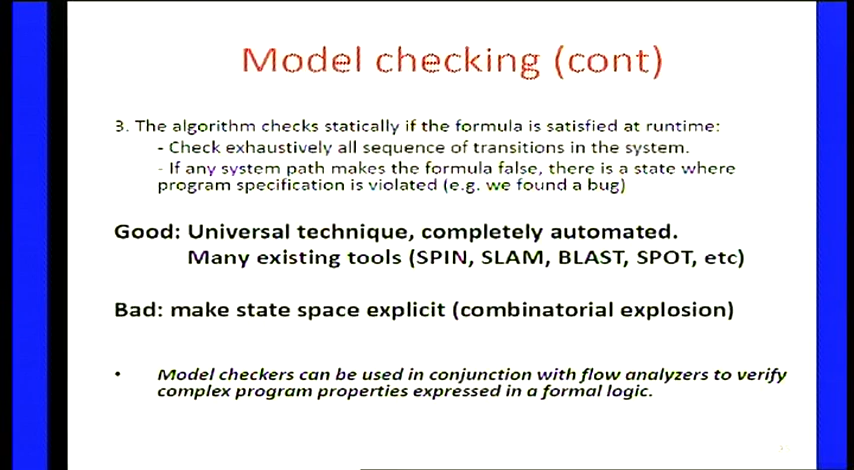 Model checking (cont)
3. The algorithm checks statically if the formula is satisfied at runtime:
- Check exhaustively all sequence of transitions in the system.
- If any system path makes the formula false, there is a state where
program specification is violated (e.g. we found a bug)
Good: Universal technique, completely automated.
Many existing tools (SPIN, SLAM, BLAST, SPOT, etc)
Bad: make state space explicit (combinatorial explosion)
• Model checkers can be used in conjunction with flow analyzers to verify
complex program properties expressed in a formal logic.